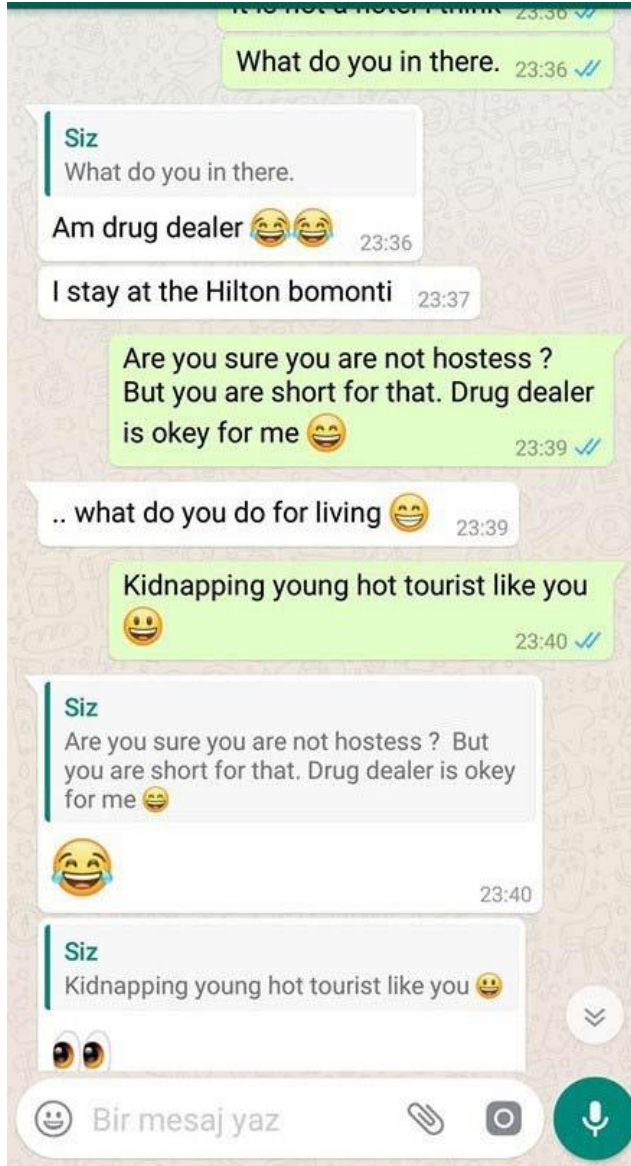 23:36
What do you in there. 23:36
Siz
What do you in there.
Am drug dealer 😂😂 23:36
I stay at the Hilton bomonti 23:37
Are you sure you are not hostess ?
But you are short for that. Drug dealer
is okey for me 😄 23:39
.. what do you do for living 😁 23:39
Kidnapping young hot tourist like you
😃 23:40
Siz
Are you sure you are not hostess ? But
you are short for that. Drug dealer is okey
for me 😄
😂 23:40
Siz
Kidnapping young hot tourist like you 😃
👀
Bir mesaj yaz